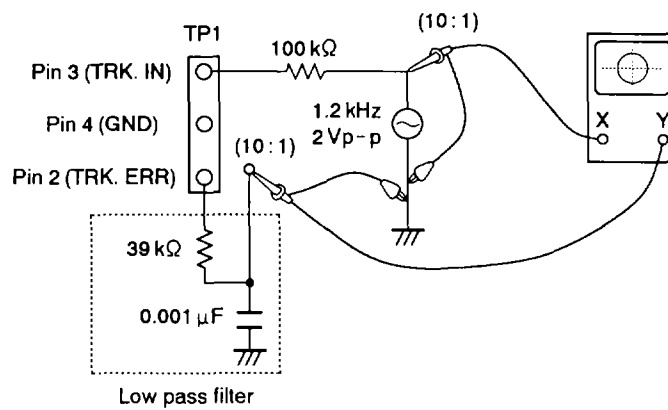 TP1
(10 : 1)
100 kΩ
Pin 3 (TRK. IN)
Pin 4 (GND)
1.2 kHz
2 Vp-p
X
Y
(10 : 1)
Pin 2 (TRK. ERR)
39 kΩ
0.001 µF
Low pass filter